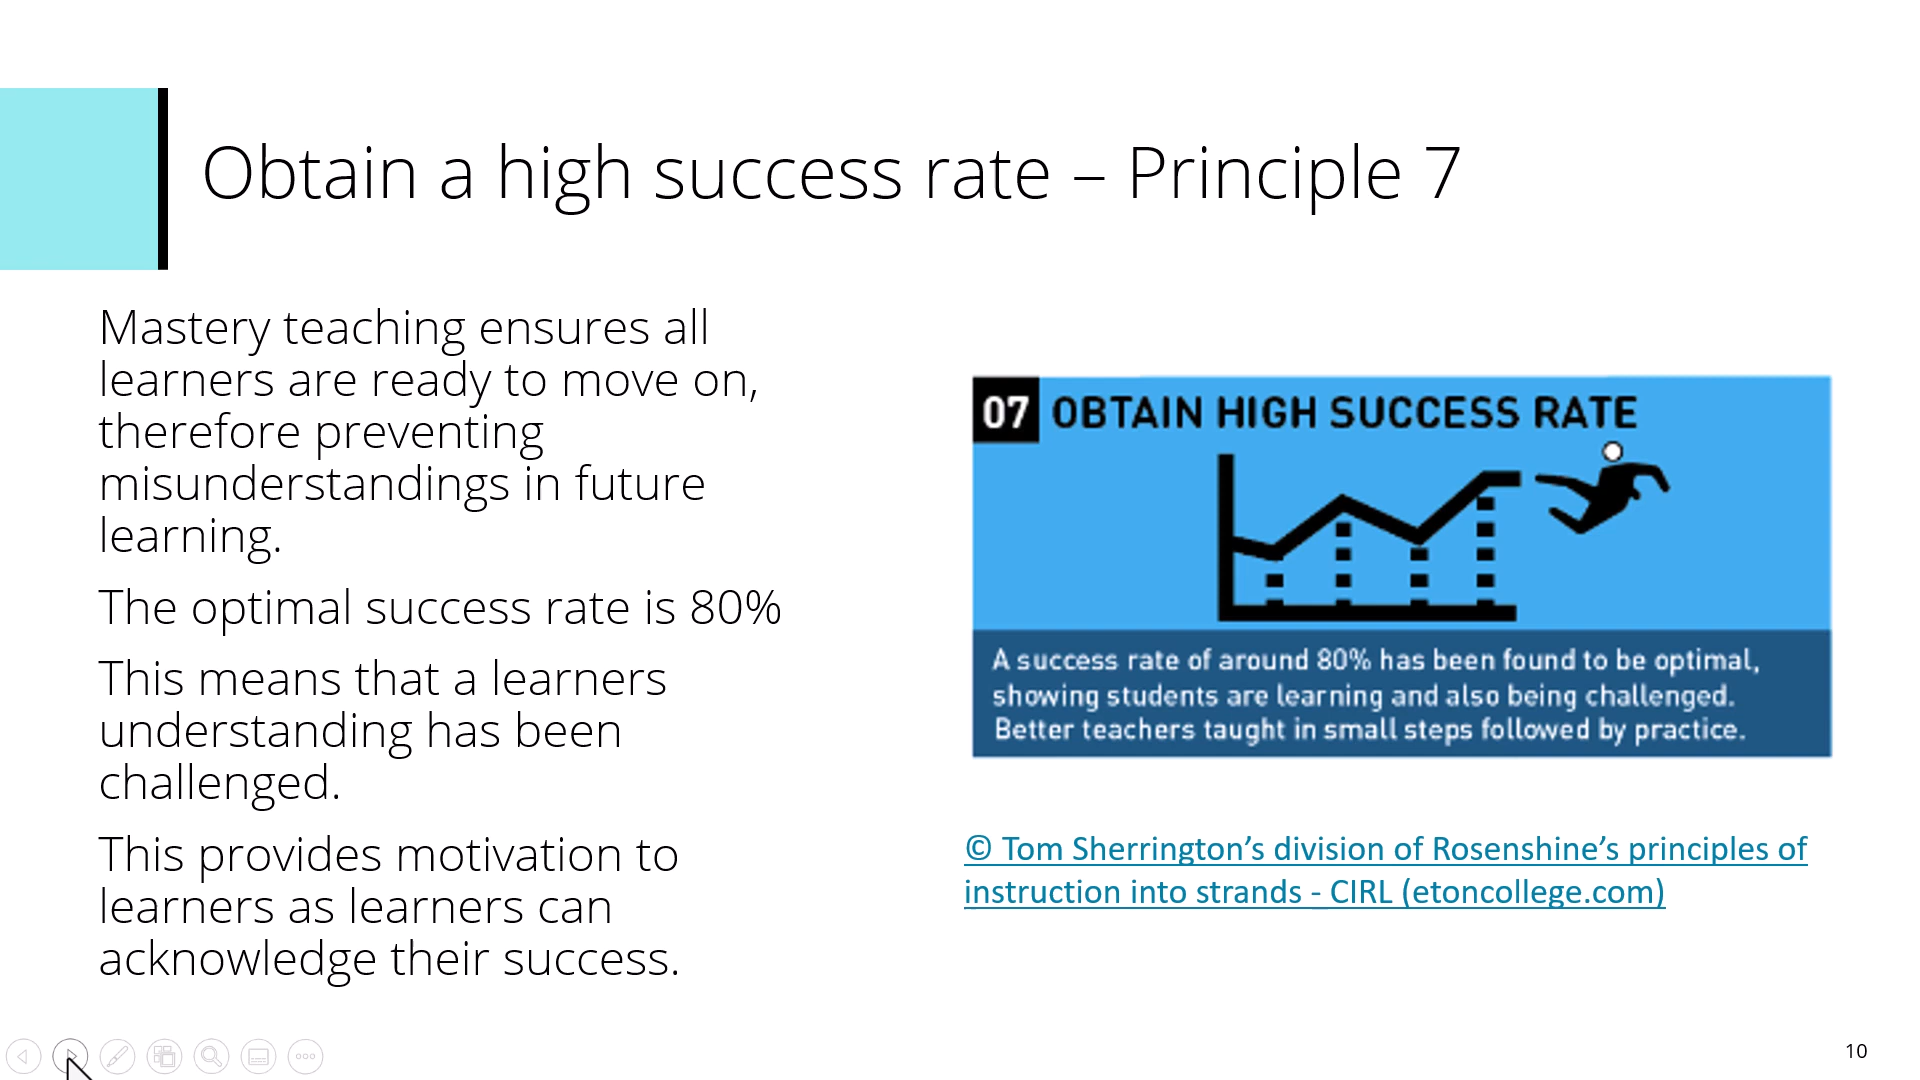 Obtain a high success rate – Principle 7
Mastery teaching ensures all
learners are ready to move on,
therefore preventing
misunderstandings in future
learning.
The optimal success rate is 80%
This means that a learners
understanding has been
challenged.
This provides motivation to
learners as learners can
acknowledge their success.
07 OBTAIN HIGH SUCCESS RATE
A success rate of around 80% has been found to be optimal,
showing students are learning and also being challenged.
Better teachers taught in small steps followed by practice.
© Tom Sherrington’s division of Rosenshine’s principles of
instruction into strands - CIRL (etoncollege.com)
10